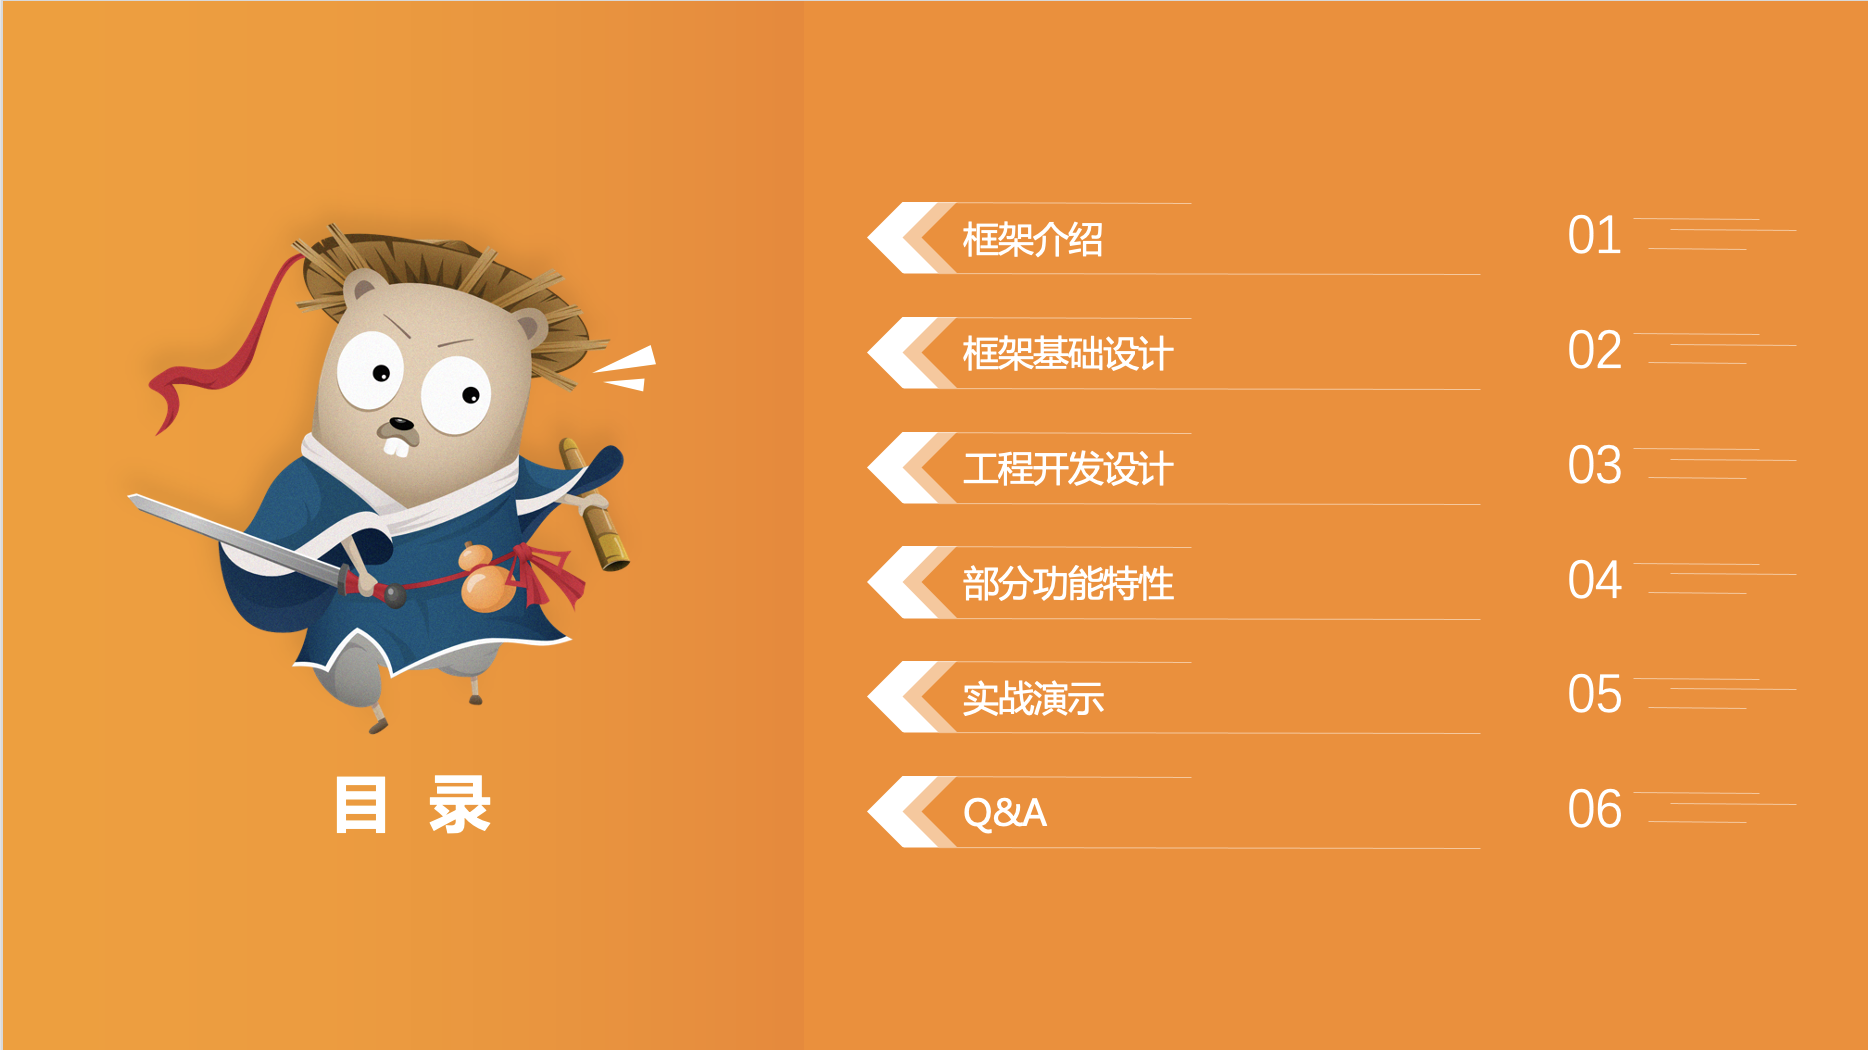 目 录
框架介绍 01
框架基础设计 02
工程开发设计 03
部分功能特性 04
实战演示 05
Q&A 06